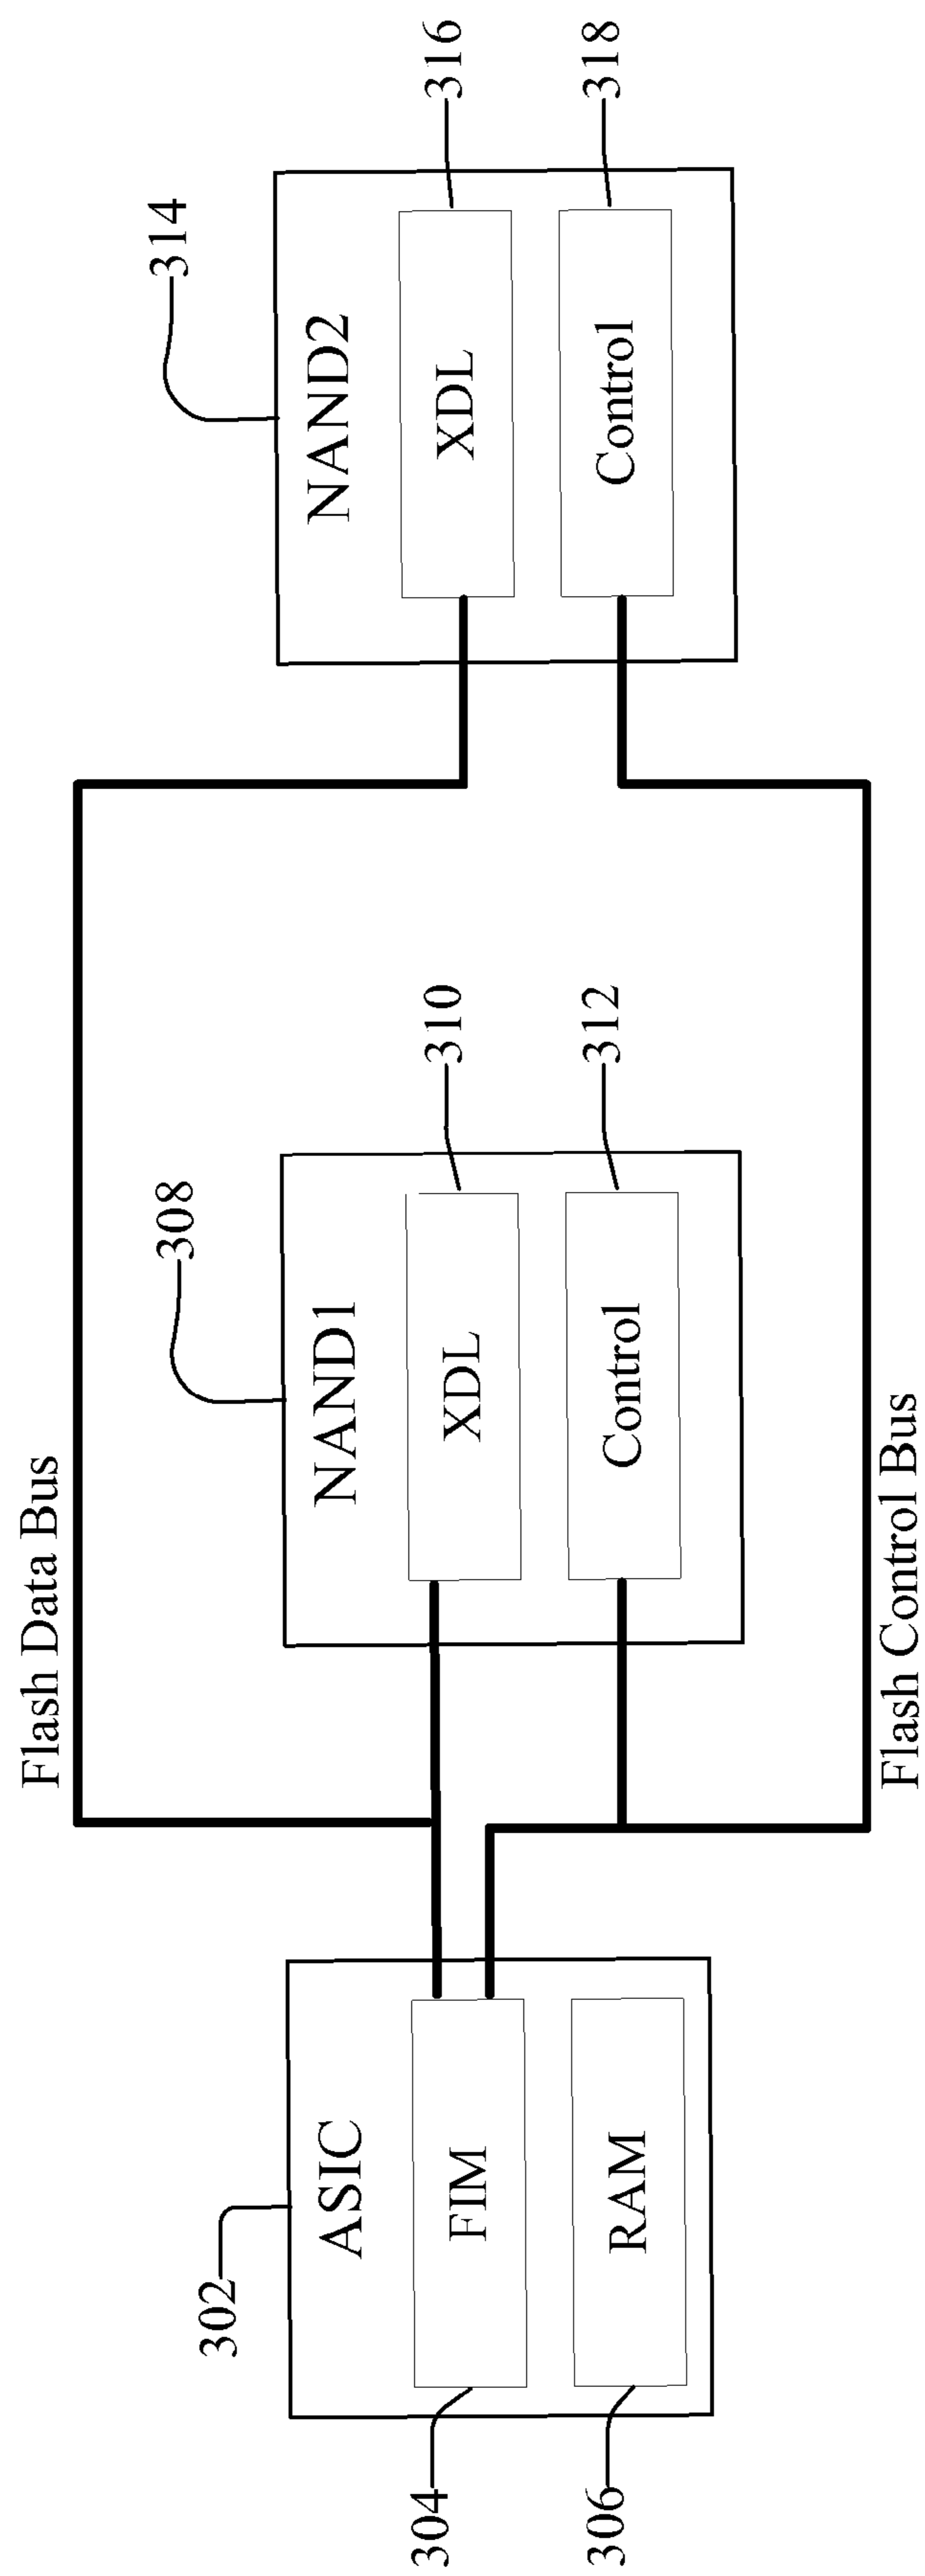 Flash Data Bus
302
308
314
ASIC
NAND1
NAND2
304
FIM
XDL
310
XDL
316
306
RAM
Control
312
Control
318
Flash Control Bus